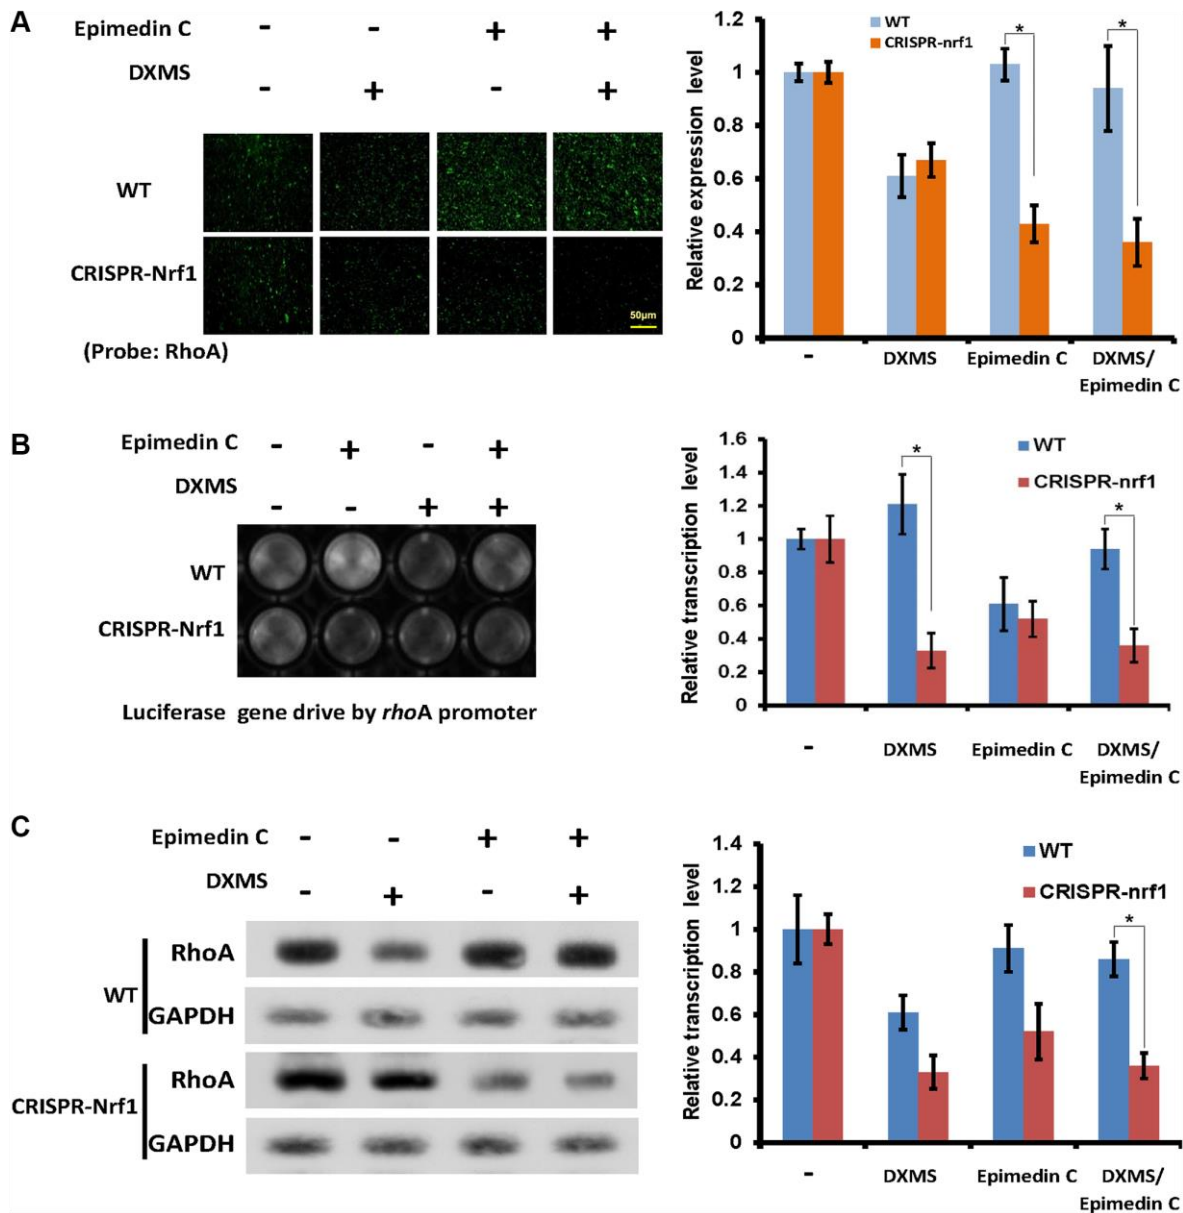 A
Epimedin C - - + +
DXMS - + - +
WT
CRISPR-Nrf1
50µm
(Probe: RhoA)
Relative expression level
1.2
1
0.8
0.6
0.4
0.2
0
WT
CRISPR-nrf1
*
*
- DXMS Epimedin C DXMS/
Epimedin C
B
Epimedin C - + - +
DXMS - - + +
WT
CRISPR-Nrf1
Luciferase gene drive by rhoA promoter
Relative transcription level
1.6
1.4
1.2
1
0.8
0.6
0.4
0.2
0
WT
CRISPR-nrf1
*
*
- DXMS Epimedin C DXMS/
Epimedin C
C
Epimedin C - - + +
DXMS - + - +
WT
RhoA
GAPDH
CRISPR-Nrf1
RhoA
GAPDH
Relative transcription level
1.4
1.2
1
0.8
0.6
0.4
0.2
0
WT
CRISPR-nrf1
*
- DXMS Epimedin C DXMS/
Epimedin C